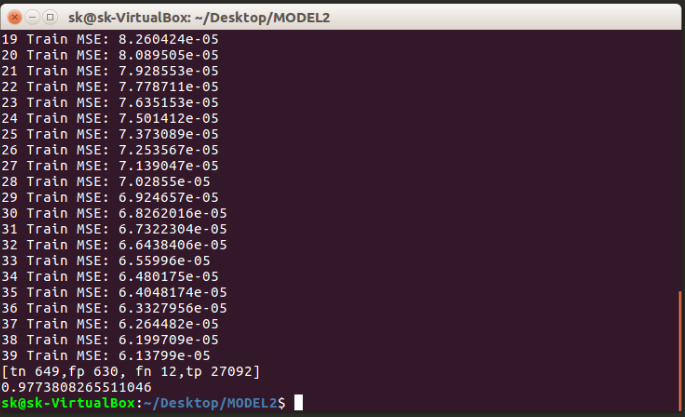 sk@sk-VirtualBox: ~/Desktop/MODEL2
19 Train MSE: 8.260424e-05
20 Train MSE: 8.089505e-05
21 Train MSE: 7.928553e-05
22 Train MSE: 7.778711e-05
23 Train MSE: 7.635153e-05
24 Train MSE: 7.501412e-05
25 Train MSE: 7.373089e-05
26 Train MSE: 7.253567e-05
27 Train MSE: 7.139047e-05
28 Train MSE: 7.02855e-05
29 Train MSE: 6.924657e-05
30 Train MSE: 6.8262016e-05
31 Train MSE: 6.7322304e-05
32 Train MSE: 6.6438406e-05
33 Train MSE: 6.55996e-05
34 Train MSE: 6.480175e-05
35 Train MSE: 6.4048174e-05
36 Train MSE: 6.3327956e-05
37 Train MSE: 6.264482e-05
38 Train MSE: 6.199709e-05
39 Train MSE: 6.13799e-05
[tn 649,fp 630, fn 12,tp 27092]
0.9773808265511046
sk@sk-VirtualBox:~/Desktop/MODEL2$